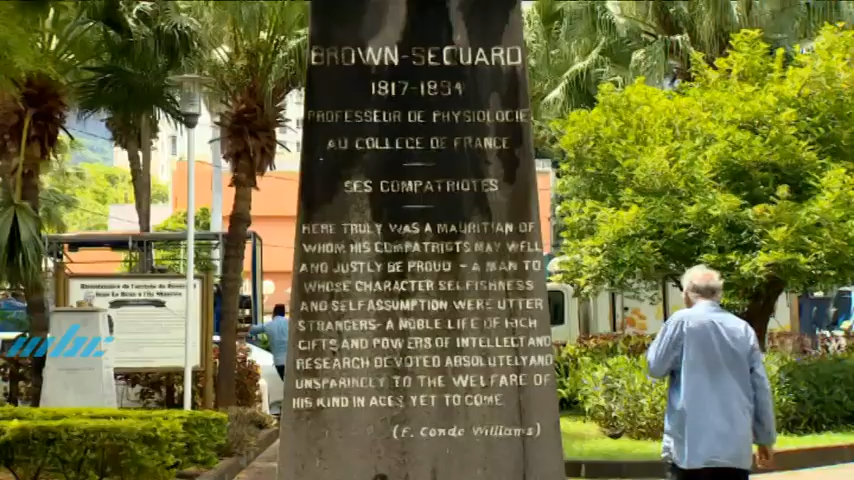 BROWN-SEQUARD
1817-1894
PROFESSEUR DE PHYSIOLOGIE
AU COLLEGE DE FRANCE
SES COMPATRIOTES
HERE TRULY WAS A MAURITIAN OF
WHOM HIS COMPATRIOTS MAY WELL
AND JUSTLY BE PROUD - A MAN TO
WHOSE CHARACTER SELFISHNESS
AND SELFASSUMPTION WERE UTTER
STRANGERS- A NOBLE LIFE OF RICH
GIFTS AND POWERS OF INTELLECT AND
RESEARCH DEVOTED ABSOLUTELY AND
UNSPARINGLY TO THE WELFARE OF
HIS KIND IN AGES YET TO COME.
(F. Conde Williams)
mbc